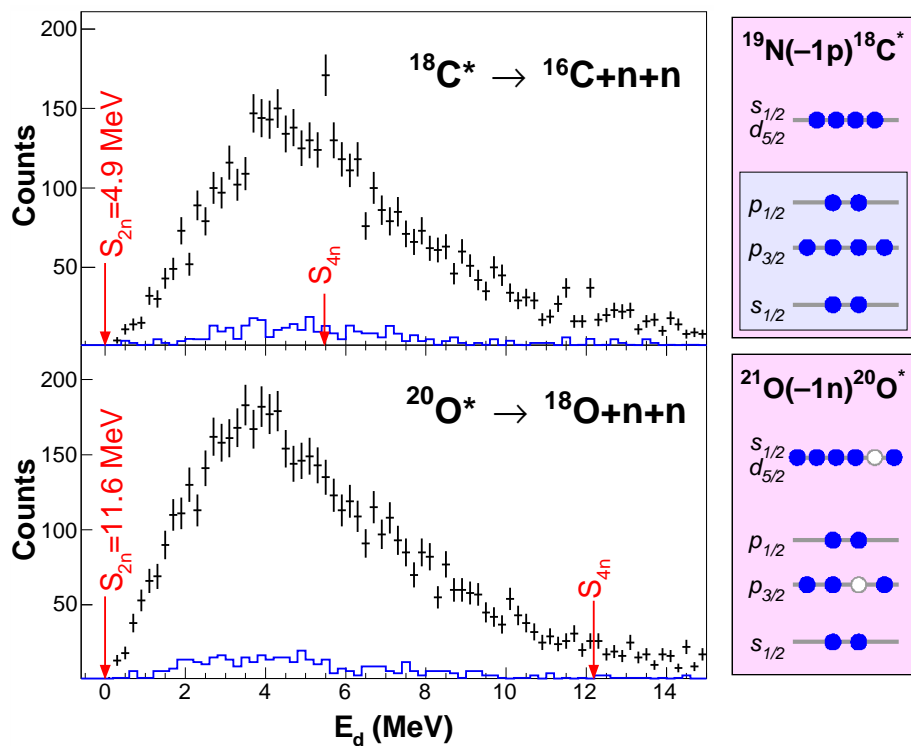 200
150
100
50
Counts
¹⁸C* → ¹⁶C+n+n
S₂ₙ=4.9 MeV
S₄ₙ
¹⁹N(–1p)¹⁸C*
s₁/₂
d₅/₂
p₁/₂
p₃/₂
s₁/₂
200
150
100
50
Counts
²⁰O* → ¹⁸O+n+n
S₂ₙ=11.6 MeV
S₄ₙ
0 2 4 6 8 10 12 14
E_d (MeV)
²¹O(–1n)²⁰O*
s₁/₂
d₅/₂
p₁/₂
p₃/₂
s₁/₂